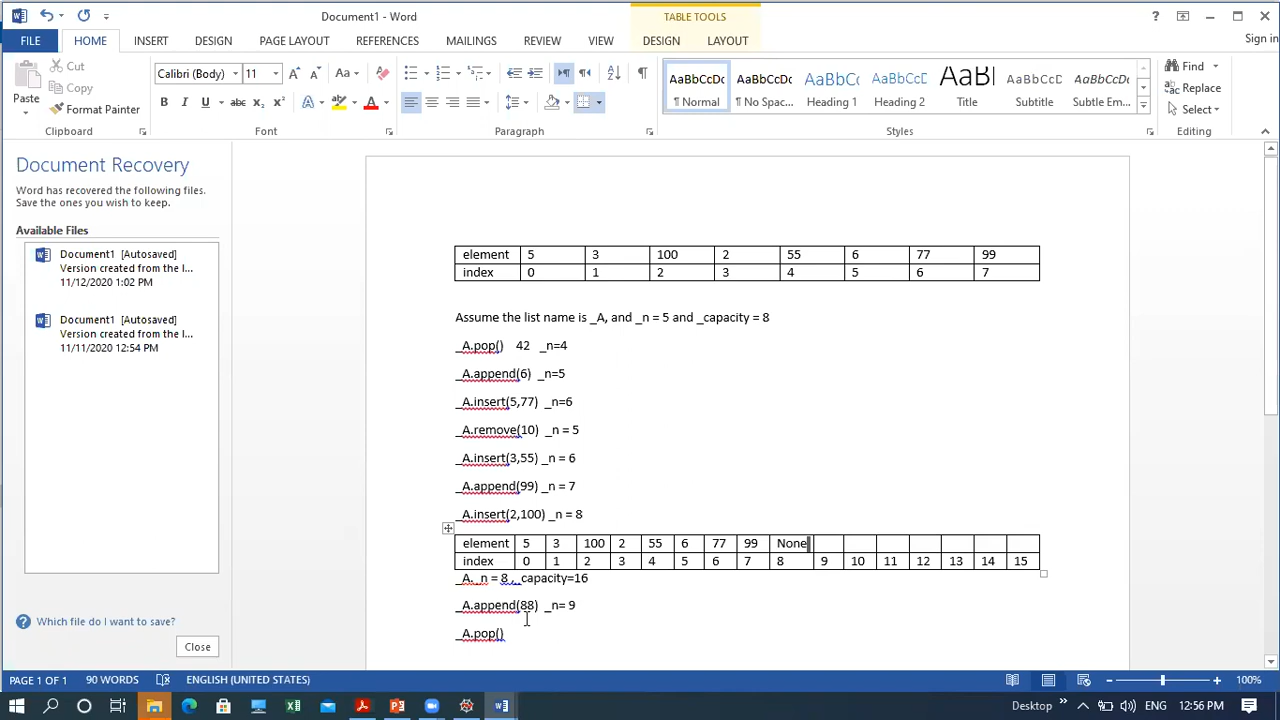 Document1 - Word
TABLE TOOLS
?
FILE
HOME
INSERT
DESIGN
PAGE LAYOUT
REFERENCES
MAILINGS
REVIEW
VIEW
DESIGN
LAYOUT
Sign in
Paste
Cut
Copy
Format Painter
Clipboard
Calibri (Body)
11
Font
Paragraph
AaBbCcDc
¶ Normal
AaBbCcDc
¶ No Spac...
AaBbCc
Heading 1
AaBbCc
Heading 2
AaB
Title
AaBbCcDc
Subtitle
AaBbCcDc
Subtle Em...
Styles
Find
Replace
Select
Editing
Document Recovery
Word has recovered the following files.
Save the ones you wish to keep.
Available Files
Document1 [Autosaved]
Version created from the l...
11/12/2020 1:02 PM
Document1 [Autosaved]
Version created from the l...
11/11/2020 12:54 PM
Which file do I want to save?
Close
element 5 3 100 2 55 6 77 99
index 0 1 2 3 4 5 6 7
Assume the list name is _A, and _n = 5 and _capacity = 8
_A.pop() 42 _n=4
_A.append(6) _n=5
_A.insert(5,77) _n=6
_A.remove(10) _n = 5
_A.insert(3,55) _n = 6
_A.append(99) _n = 7
_A.insert(2,100) _n = 8
element 5 3 100 2 55 6 77 99 None
index 0 1 2 3 4 5 6 7 8 9 10 11 12 13 14 15
_A. _n = 8 , _capacity=16
_A.append(88) _n= 9
_A.pop()
PAGE 1 OF 1
90 WORDS
ENGLISH (UNITED STATES)
100%
Desktop
12:56 PM